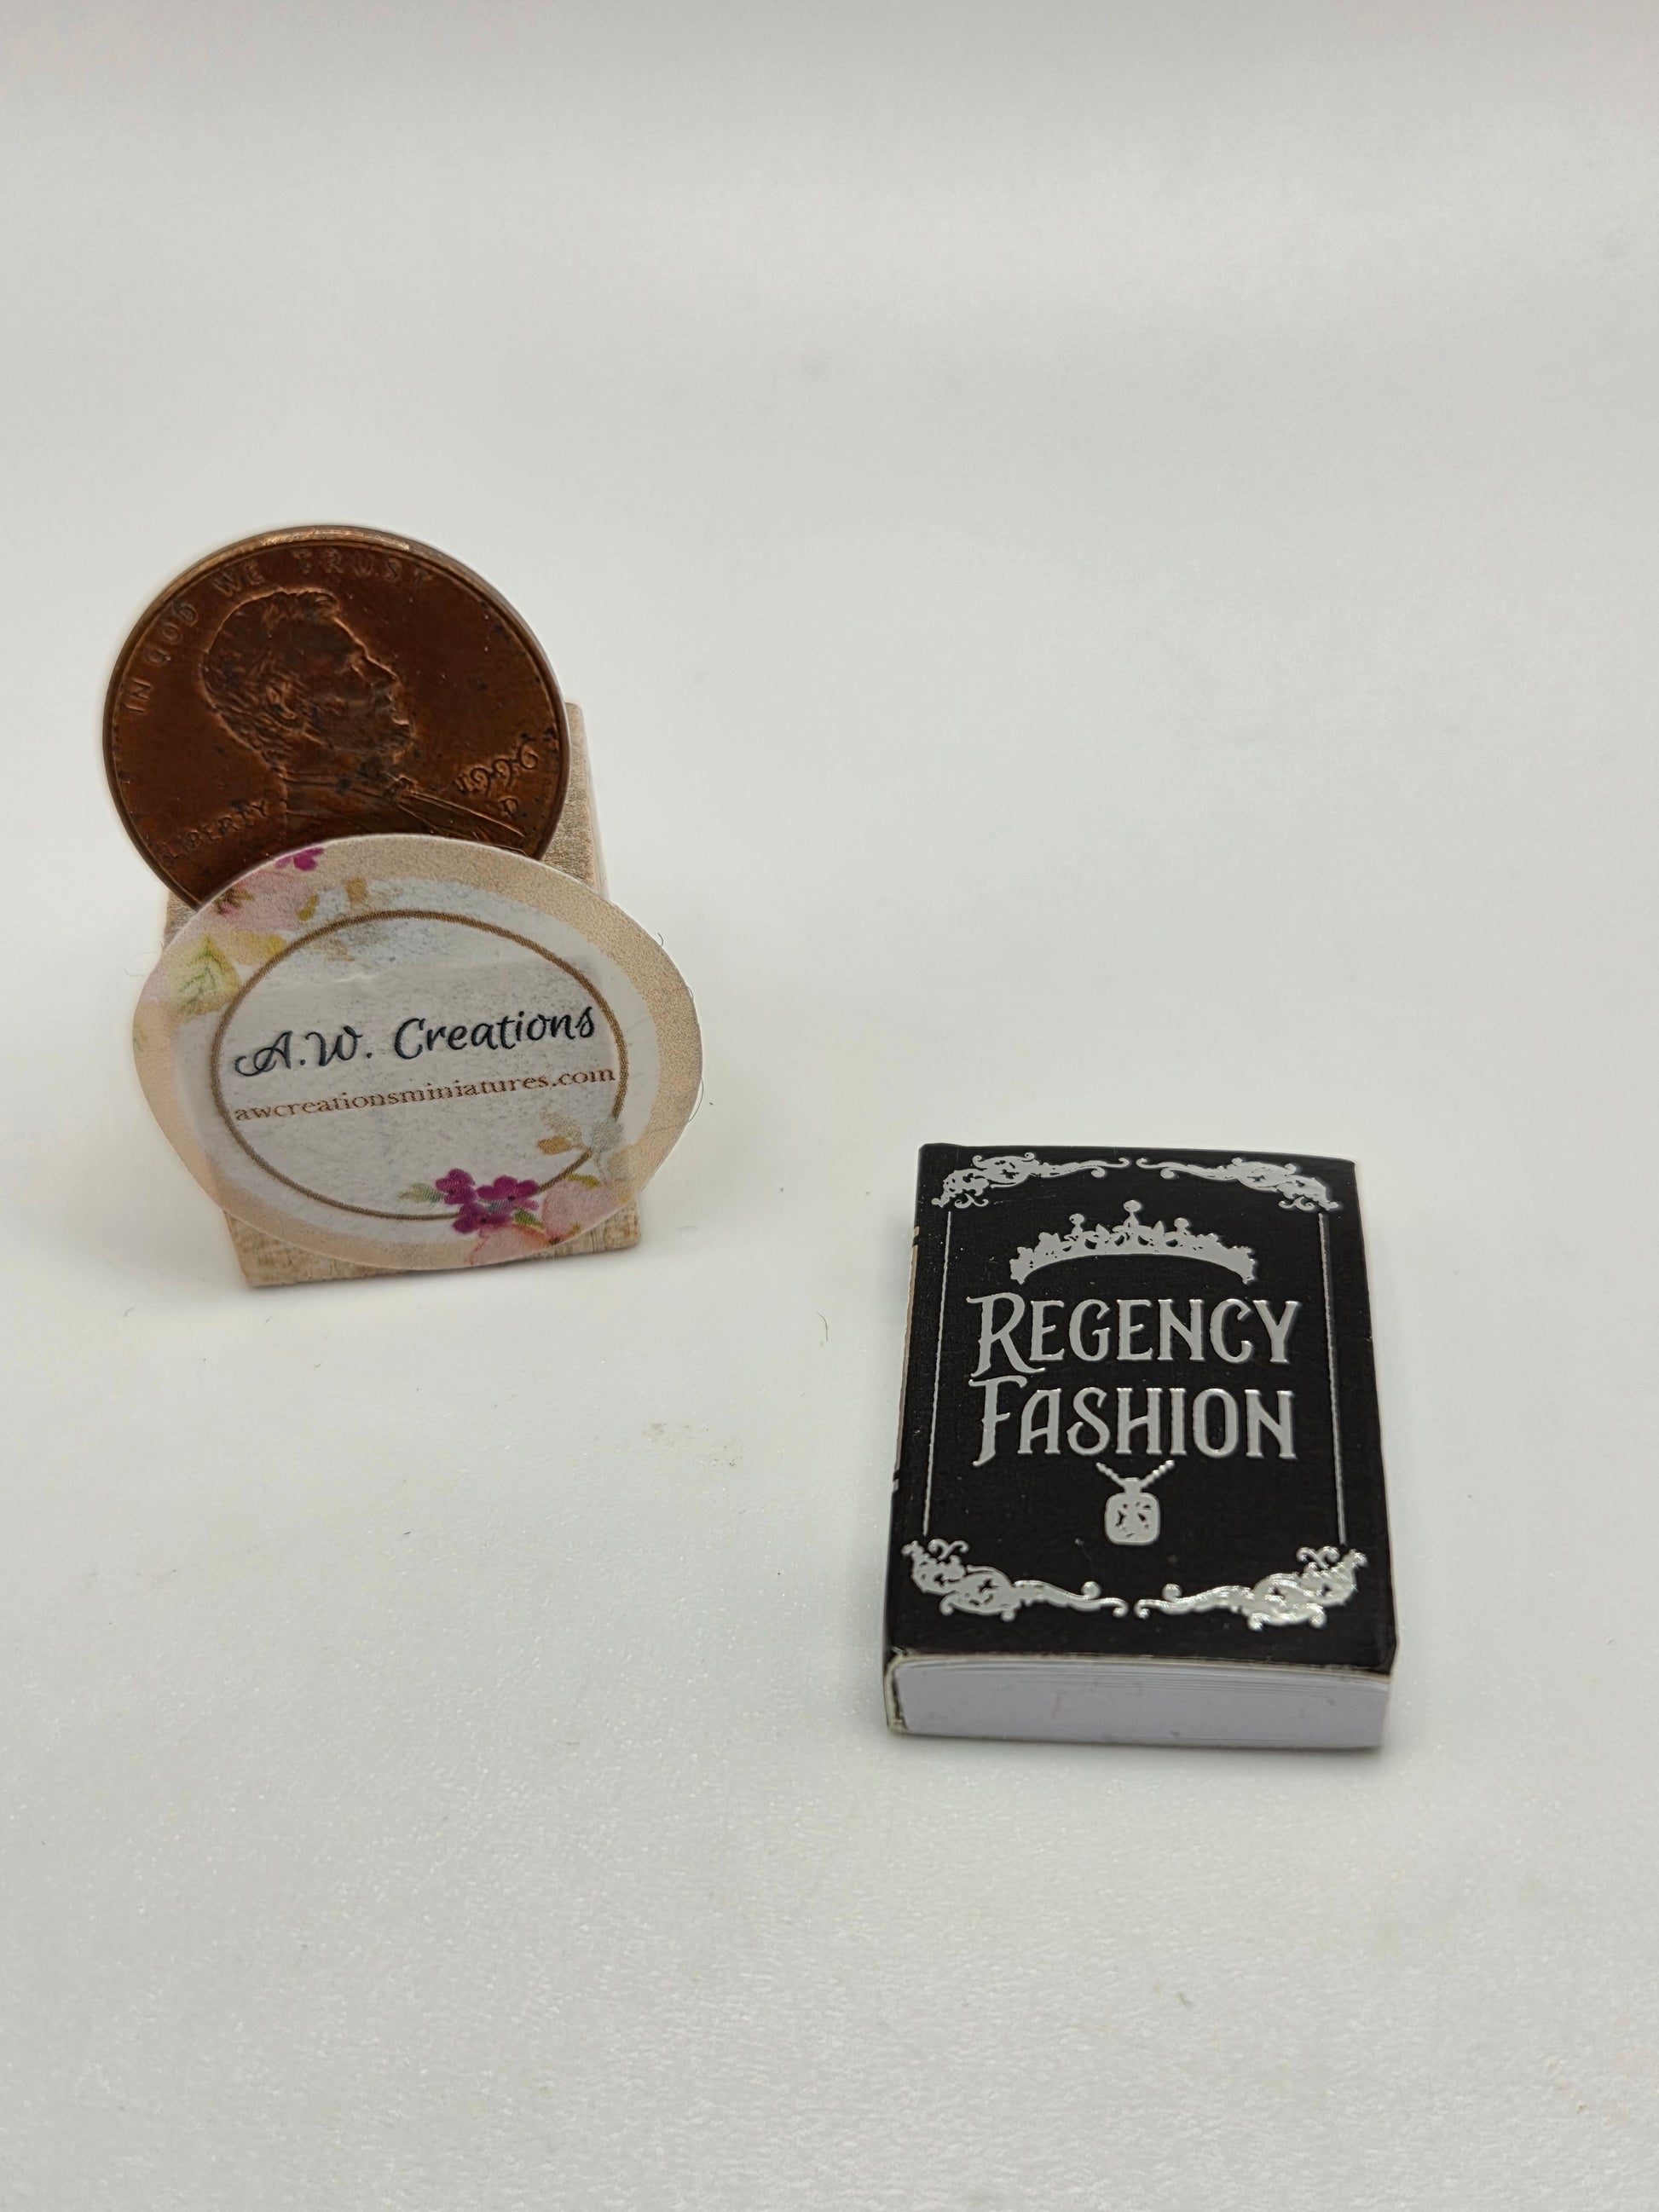 IN GOD WE TRUST
LIBERTY
1996
D
A.W. Creations
awcreationsminiatures.com
REGENCY
FASHION